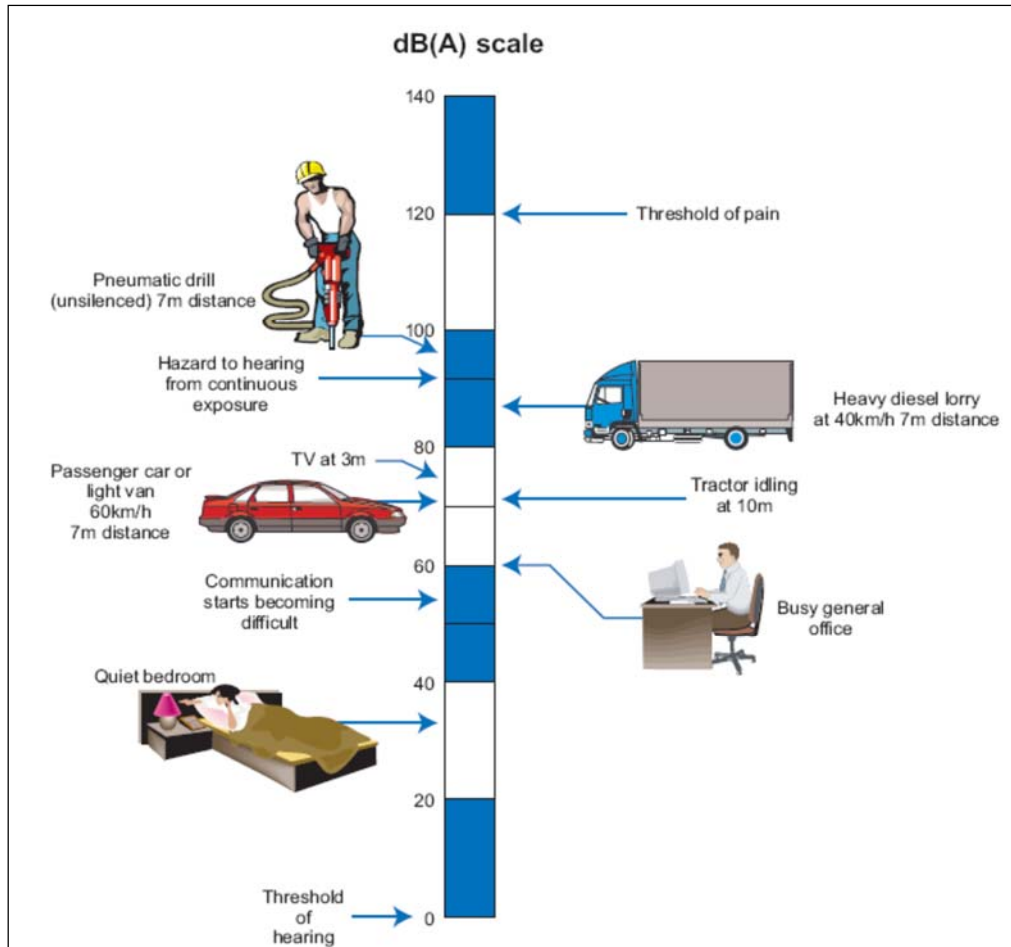 dB(A) scale
140
120
Threshold of pain
Pneumatic drill
(unsilenced) 7m distance
100
Hazard to hearing
from continuous
exposure
Heavy diesel lorry
at 40km/h 7m distance
80
TV at 3m
Passenger car or
light van
60km/h
7m distance
Tractor idling
at 10m
60
Communication
starts becoming
difficult
Busy general
office
Quiet bedroom
40
20
Threshold
of
hearing
0